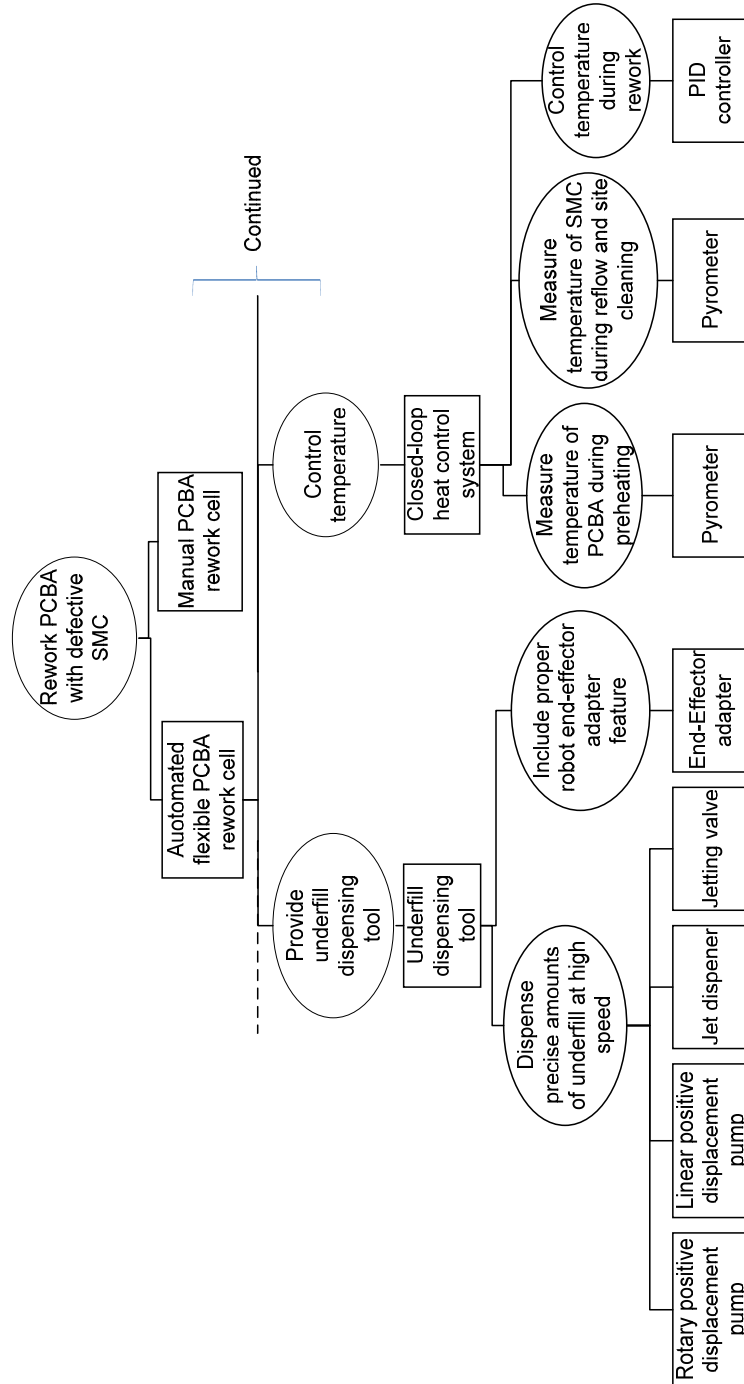 Rework PCBA
with defective
SMC
Auotomated
flexible PCBA
rework cell
Manual PCBA
rework cell
Continued
Provide
underfill
dispensing
tool
Control
temperature
Underfill
dispensing
tool
Closed-loop
heat control
system
Dispense
precise amounts
of underfill at high
speed
Include proper
robot end-effector
adapter
feature
Measure
temperature of
PCBA during
preheating
Measure
temperature of SMC
during reflow and site
cleaning
Control
temperature
during
rework
Rotary positive
displacement
pump
Linear positive
displacement
pump
Jet dispener
Jetting valve
End-Effector
adapter
Pyrometer
Pyrometer
PID
controller